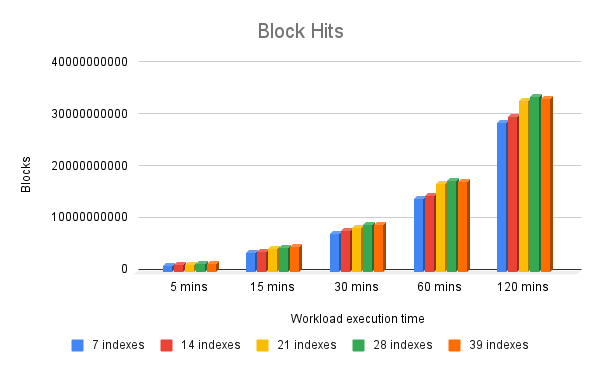 Block Hits
40000000000
30000000000
20000000000
10000000000
0
Blocks
5 mins 15 mins 30 mins 60 mins 120 mins
Workload execution time
7 indexes 14 indexes 21 indexes 28 indexes 39 indexes